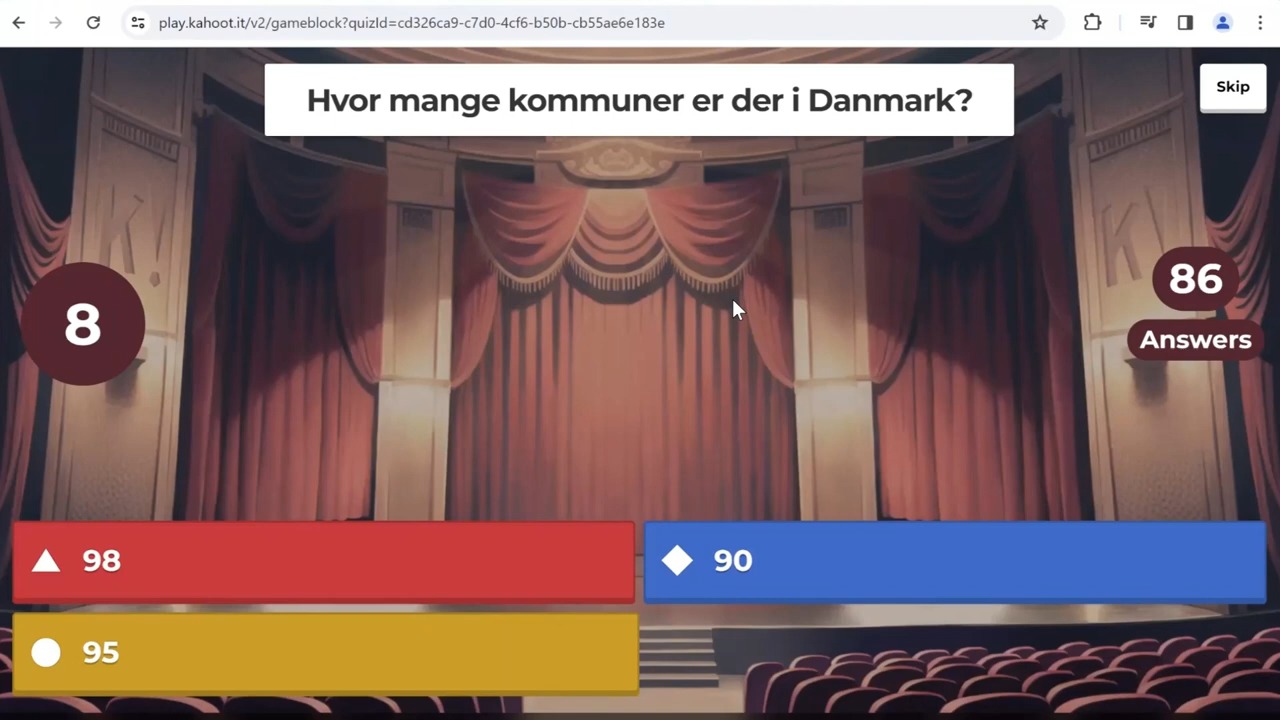 play.kahoot.it/v2/gameblock?quizId=cd326ca9-c7d0-4cf6-b50b-cb55ae6e183e
Hvor mange kommuner er der i Danmark?
Skip
K!
K!
8
86
Answers
98
90
95